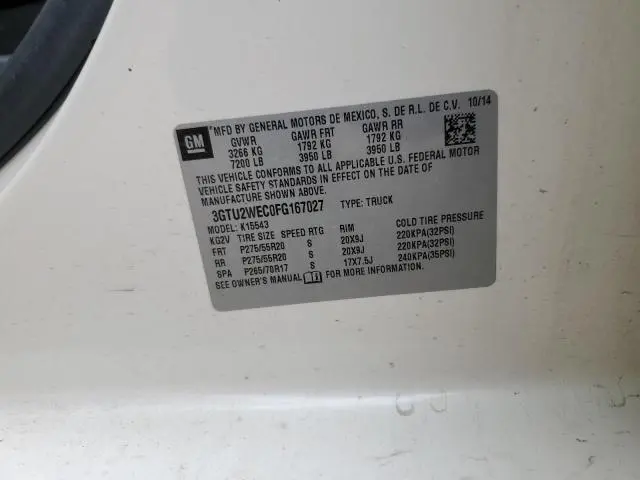 GM
*MFD BY GENERAL MOTORS DE MEXICO, S. DE R.L. DE C.V. 10/14
GVWR GAWR FRT GAWR RR
3266 KG 1792 KG 1792 KG
7200 LB 3950 LB 3950 LB
THIS VEHICLE CONFORMS TO ALL APPLICABLE U.S. FEDERAL MOTOR
VEHICLE SAFETY STANDARDS IN EFFECT ON THE DATE OF
MANUFACTURE SHOWN ABOVE.
3GTU2WEC0FG167027 TYPE: TRUCK
MODEL: K15543
KG2V TIRE SIZE SPEED RTG RIM COLD TIRE PRESSURE
FRT P275/55R20 S 20X9J 220KPA(32PSI)
RR P275/55R20 S 20X9J 220KPA(32PSI)
SPA P265/70R17 S 17X7.5J 240KPA(35PSI)
SEE OWNER'S MANUAL FOR MORE INFORMATION.